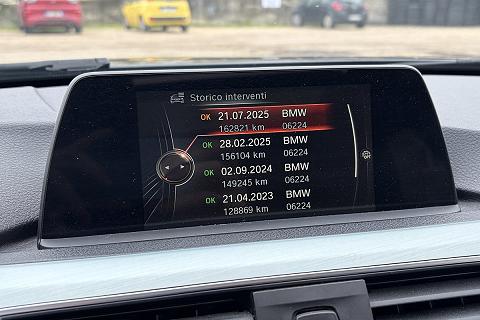 Storico interventi
OK 21.07.2025 BMW
162821 km 06224
OK 28.02.2025 BMW
156104 km 06224
OK 02.09.2024 BMW
149245 km 06224
OK 21.04.2023 BMW
128869 km 06224